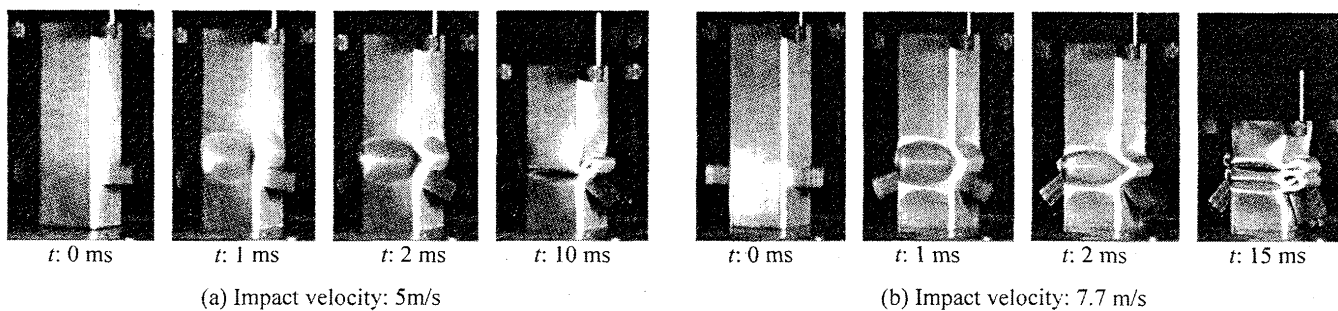 t: 0 ms
t: 1 ms
t: 2 ms
t: 10 ms
t: 0 ms
t: 1 ms
t: 2 ms
t: 15 ms
(a) Impact velocity: 5m/s
(b) Impact velocity: 7.7 m/s